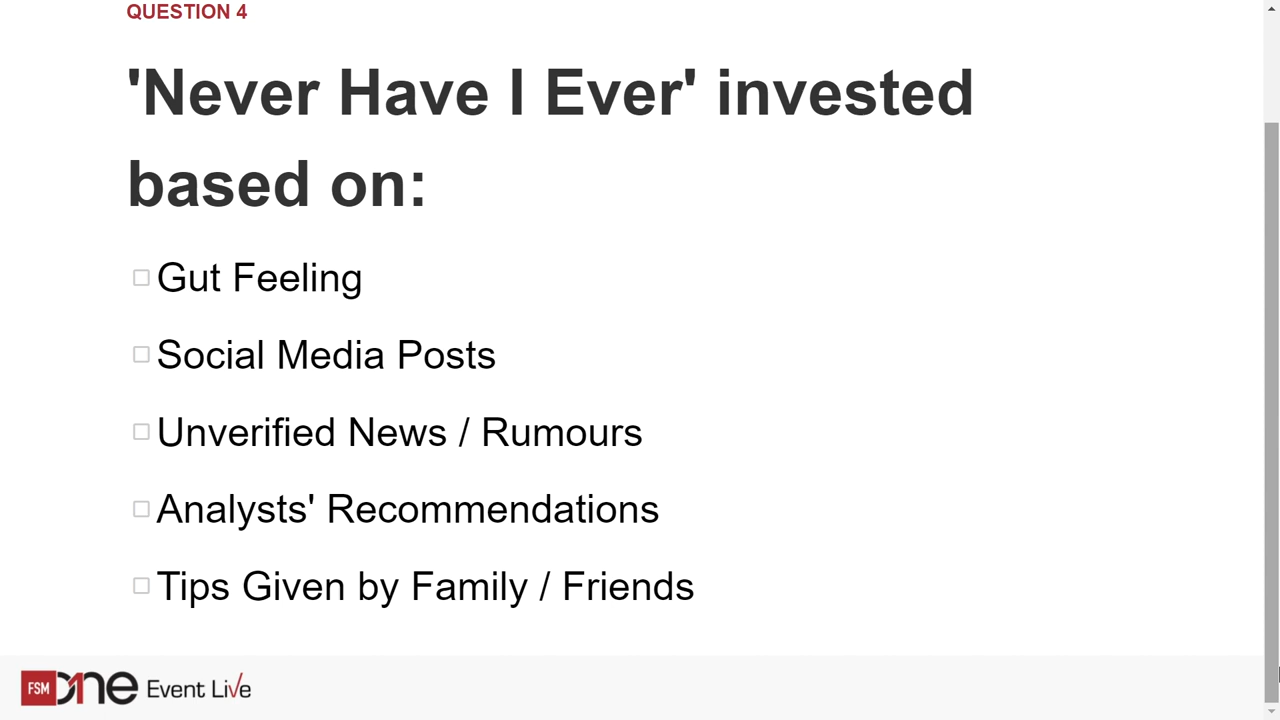 QUESTION 4
'Never Have I Ever' invested
based on:
Gut Feeling
Social Media Posts
Unverified News / Rumours
Analysts' Recommendations
Tips Given by Family / Friends
FSM one Event Live